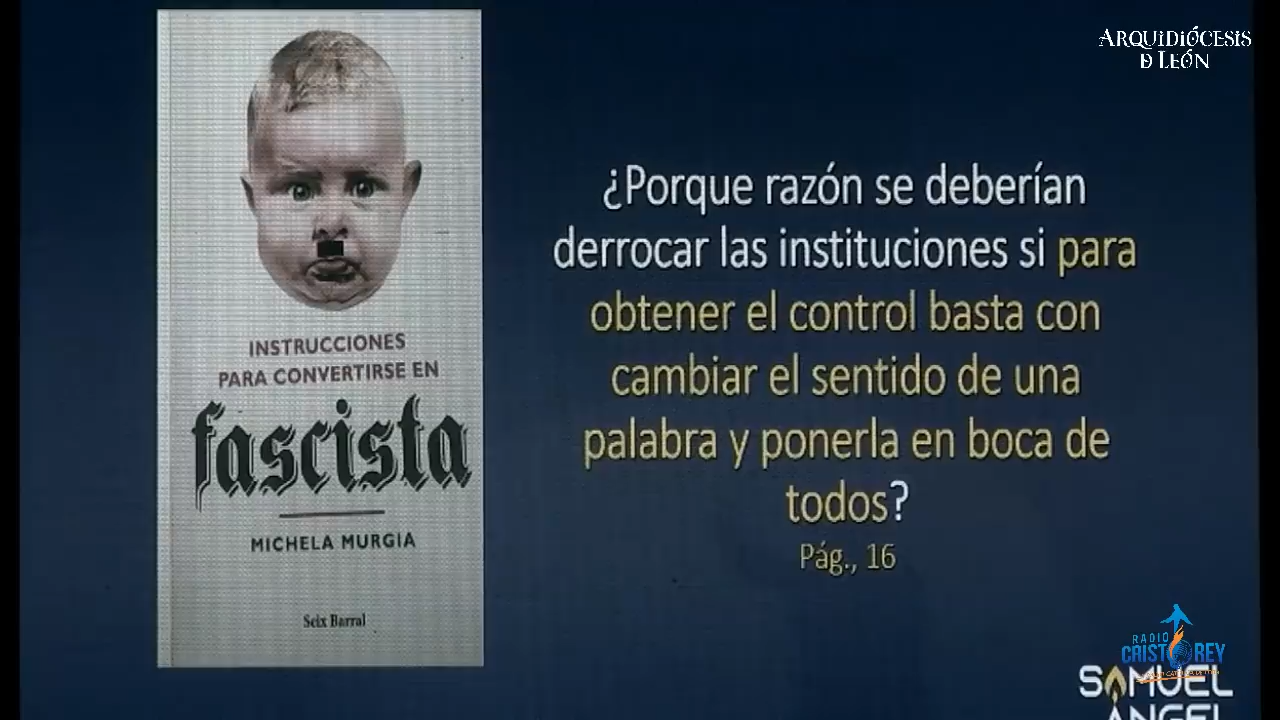 ARQUIDIÓCESIS
D LEÓN
INSTRUCCIONES
PARA CONVERTIRSE EN
fascista
MICHELA MURGIA
Seix Barral
¿Porque razón se deberían
derrocar las instituciones si para
obtener el control basta con
cambiar el sentido de una
palabra y ponerla en boca de
todos?
Pág., 16
RADIO
CRISTO REY
SAMUEL
ANGEL